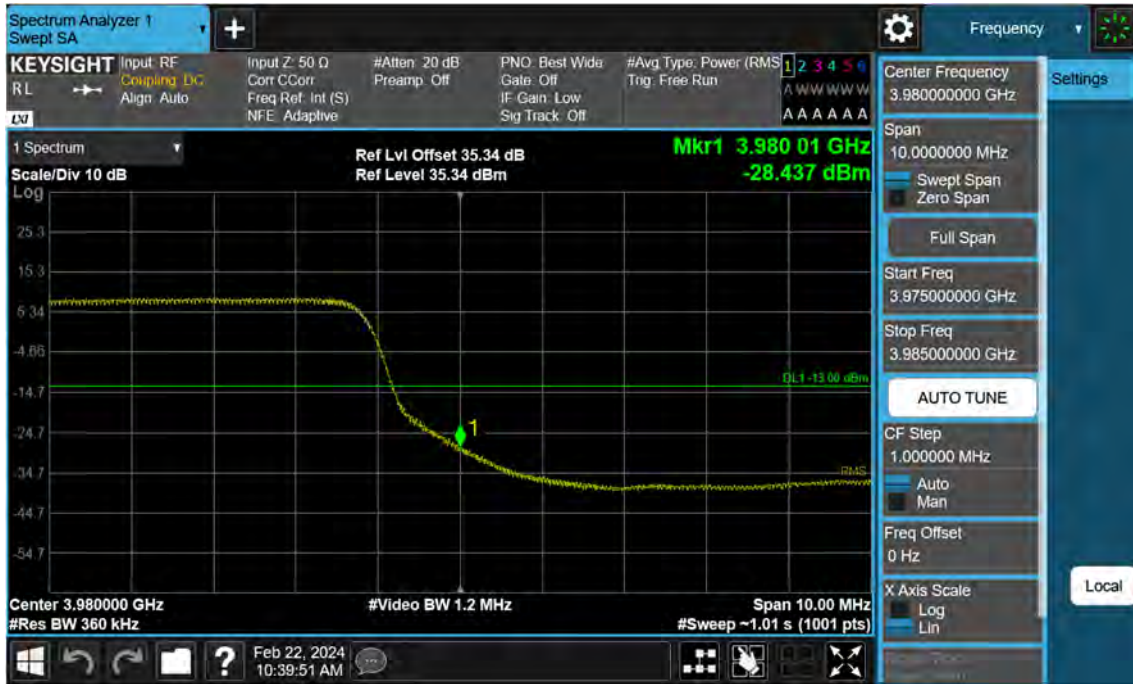 Spectrum Analyzer 1
Swept SA
+
Frequency
KEYSIGHT
RL
LXI
Input: RF
Coupling: DC
Align: Auto
Input Z: 50 Ω
Corr CCorr
Freq Ref: Int (S)
NFE: Adaptive
#Atten: 20 dB
Preamp: Off
PNO: Best Wide
Gate: Off
IF Gain: Low
Sig Track: Off
#Avg Type: Power (RMS
Trig: Free Run
1 2 3 4 5 6
A W W W W W
A A A A A A
1 Spectrum
Scale/Div 10 dB
Log
Ref Lvl Offset 35.34 dB
Ref Level 35.34 dBm
Mkr1 3.980 01 GHz
-28.437 dBm
25.3
15.3
5.34
-4.66
-14.7
-24.7
-34.7
-44.7
-54.7
DL1 -13.00 dBm
1
RMS
Center 3.980000 GHz
#Res BW 360 kHz
#Video BW 1.2 MHz
Span 10.00 MHz
#Sweep ~1.01 s (1001 pts)
?
Feb 22, 2024
10:39:51 AM
Center Frequency
3.980000000 GHz
Span
10.0000000 MHz
Swept Span
Zero Span
Full Span
Start Freq
3.975000000 GHz
Stop Freq
3.985000000 GHz
AUTO TUNE
CF Step
1.000000 MHz
Auto
Man
Freq Offset
0 Hz
X Axis Scale
Log
Lin
Settings
Local